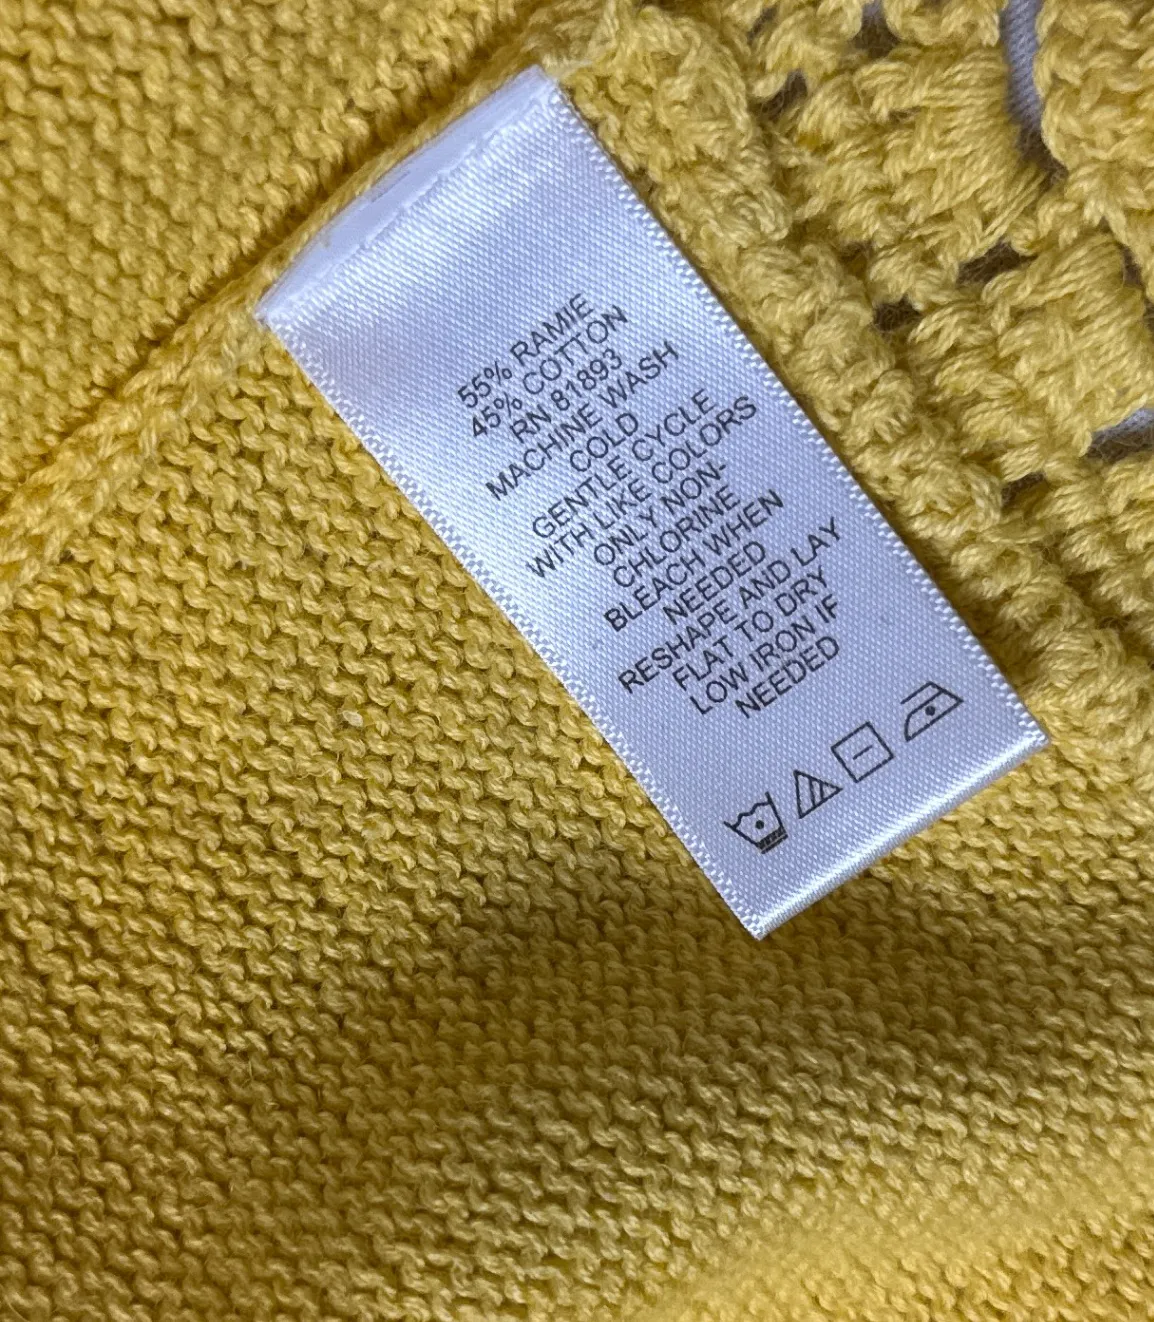 55% RAMIE
45% COTTON
RN 81893
MACHINE WASH
COLD
GENTLE CYCLE
WITH LIKE COLORS
ONLY NON-
CHLORINE
BLEACH WHEN
NEEDED
RESHAPE AND LAY
FLAT TO DRY
LOW IRON IF
NEEDED